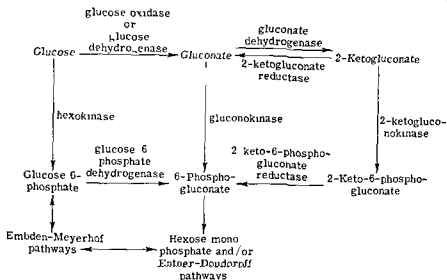 glucose oxidase
or
glucose
dehydrogenase
Glucose
Gluconate
gluconate
dehydrogenase
2-ketogluconate
reductase
2-Ketogluconate
hexokinase
gluconokinase
2-ketogluco-
nokinase
glucose 6
phosphate
dehydrogenase
2 keto-6-phospho-
gluconate
reductase
Glucose 6-
phosphate
6-Phospho-
gluconate
2-Keto-6-phospho-
gluconate
Embden-Meyerhof
pathways
Hexose mono
phosphate and/or
Entner-Doudoroff
pathways